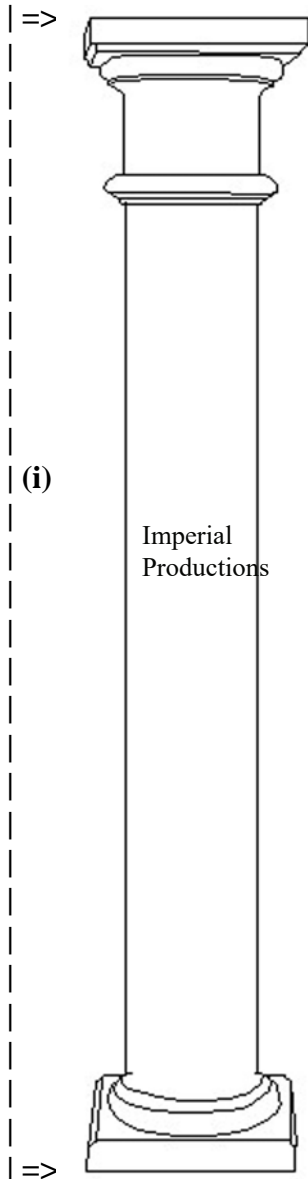 =>
(i)
Imperial
Productions
=>